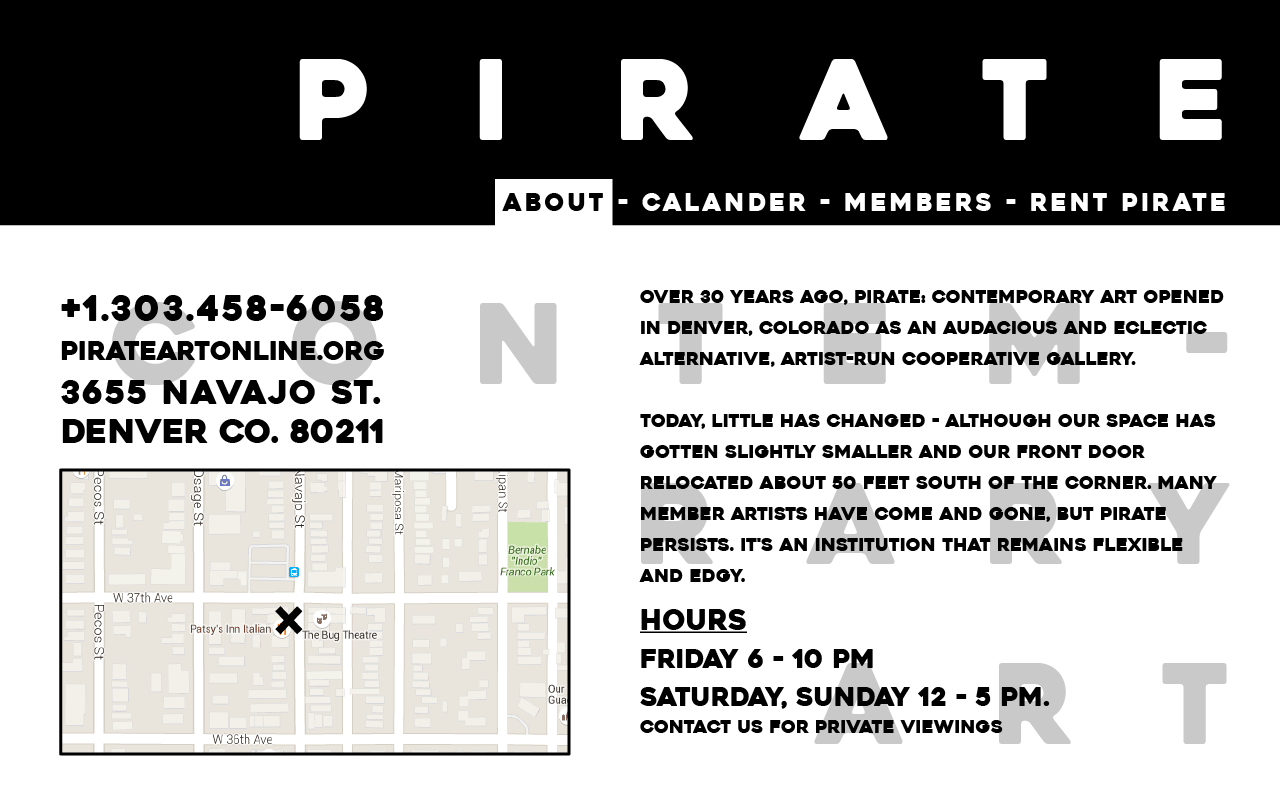 PIRATE
ABOUT - CALANDER - MEMBERS - RENT PIRATE
CONTEM-
RARY
ART
+1.303.458-6058
PIRATEARTONLINE.ORG
3655 NAVAJO ST.
DENVER CO. 80211
Pecos St
Osage St
Navajo St
Mariposa St
ipan St
Bernabe
"Indio"
Franco Park
W 37th Ave
Pecos St
Patsy's Inn Italian
The Bug Theatre
Our
Gua
W 36th Ave
OVER 30 YEARS AGO, PIRATE: CONTEMPORARY ART OPENED
IN DENVER, COLORADO AS AN AUDACIOUS AND ECLECTIC
ALTERNATIVE, ARTIST-RUN COOPERATIVE GALLERY.
TODAY, LITTLE HAS CHANGED - ALTHOUGH OUR SPACE HAS
GOTTEN SLIGHTLY SMALLER AND OUR FRONT DOOR
RELOCATED ABOUT 50 FEET SOUTH OF THE CORNER. MANY
MEMBER ARTISTS HAVE COME AND GONE, BUT PIRATE
PERSISTS. IT'S AN INSTITUTION THAT REMAINS FLEXIBLE
AND EDGY.
HOURS
FRIDAY 6 - 10 PM
SATURDAY, SUNDAY 12 - 5 PM.
CONTACT US FOR PRIVATE VIEWINGS